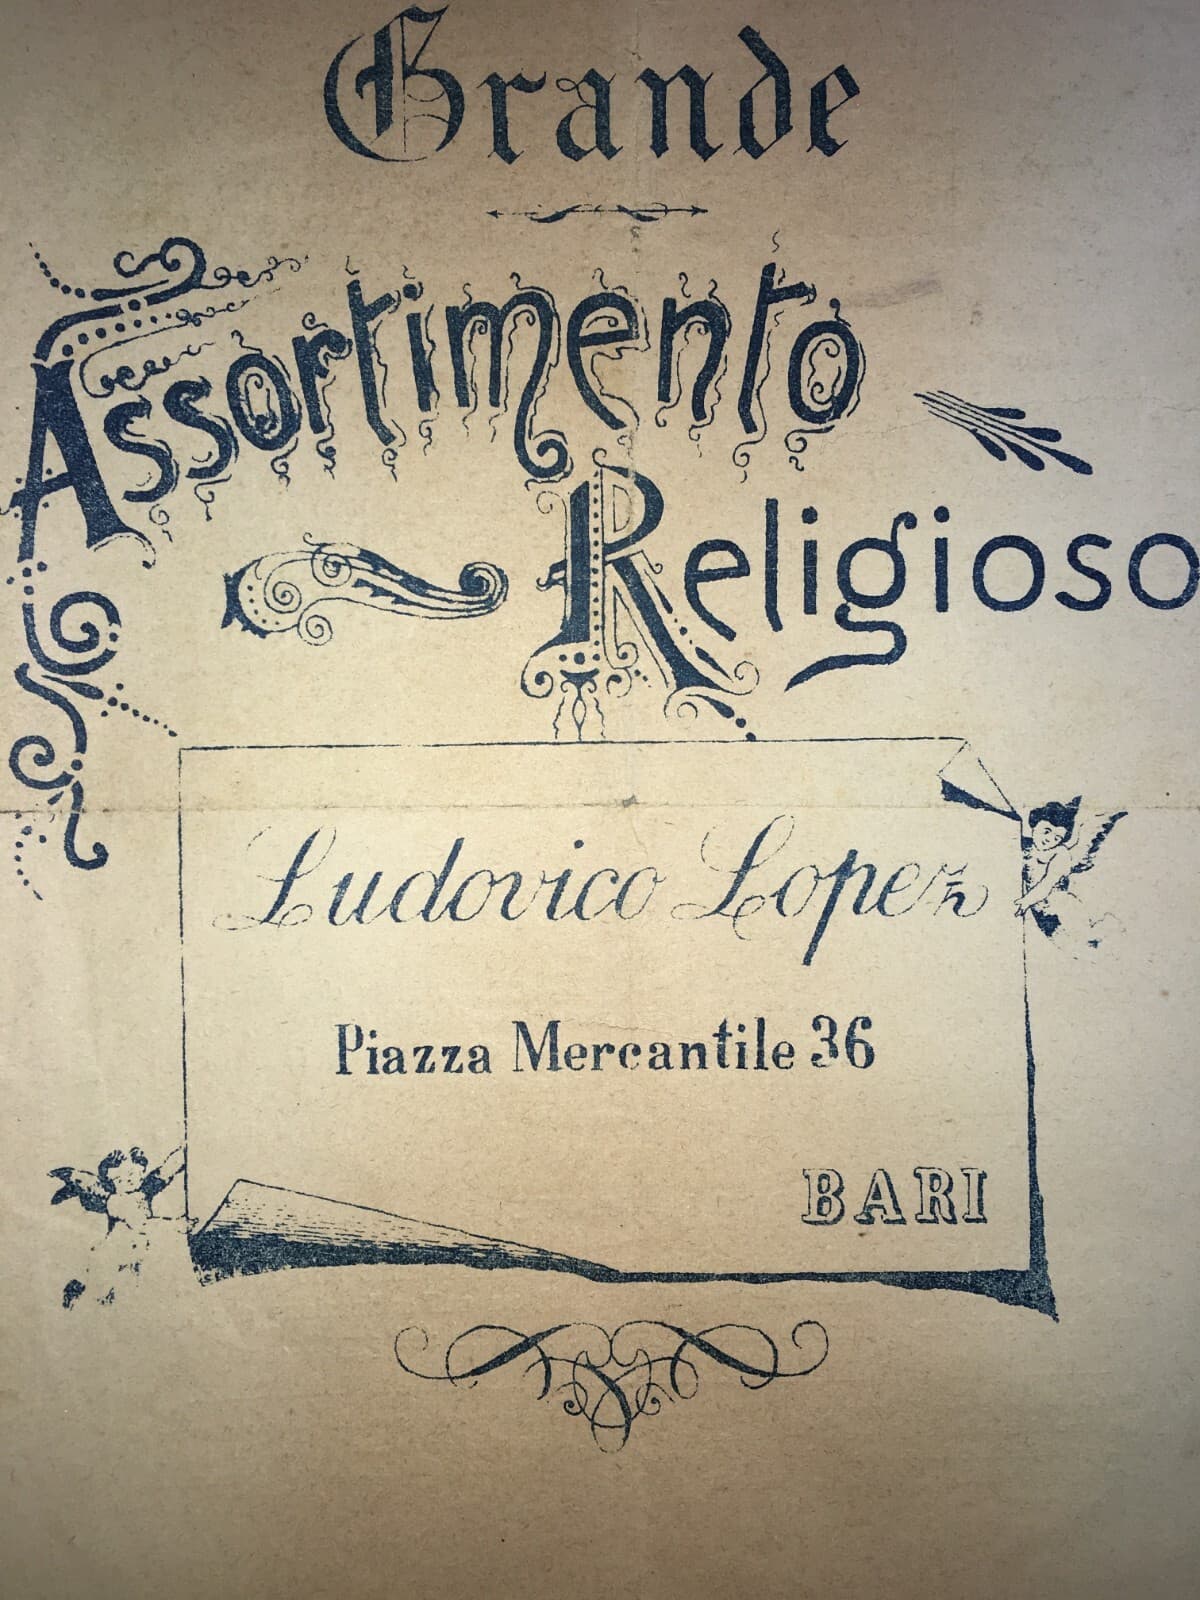 Grande
Assortimento
Religioso
Ludovico Lopez
Piazza Mercantile 36
BARI